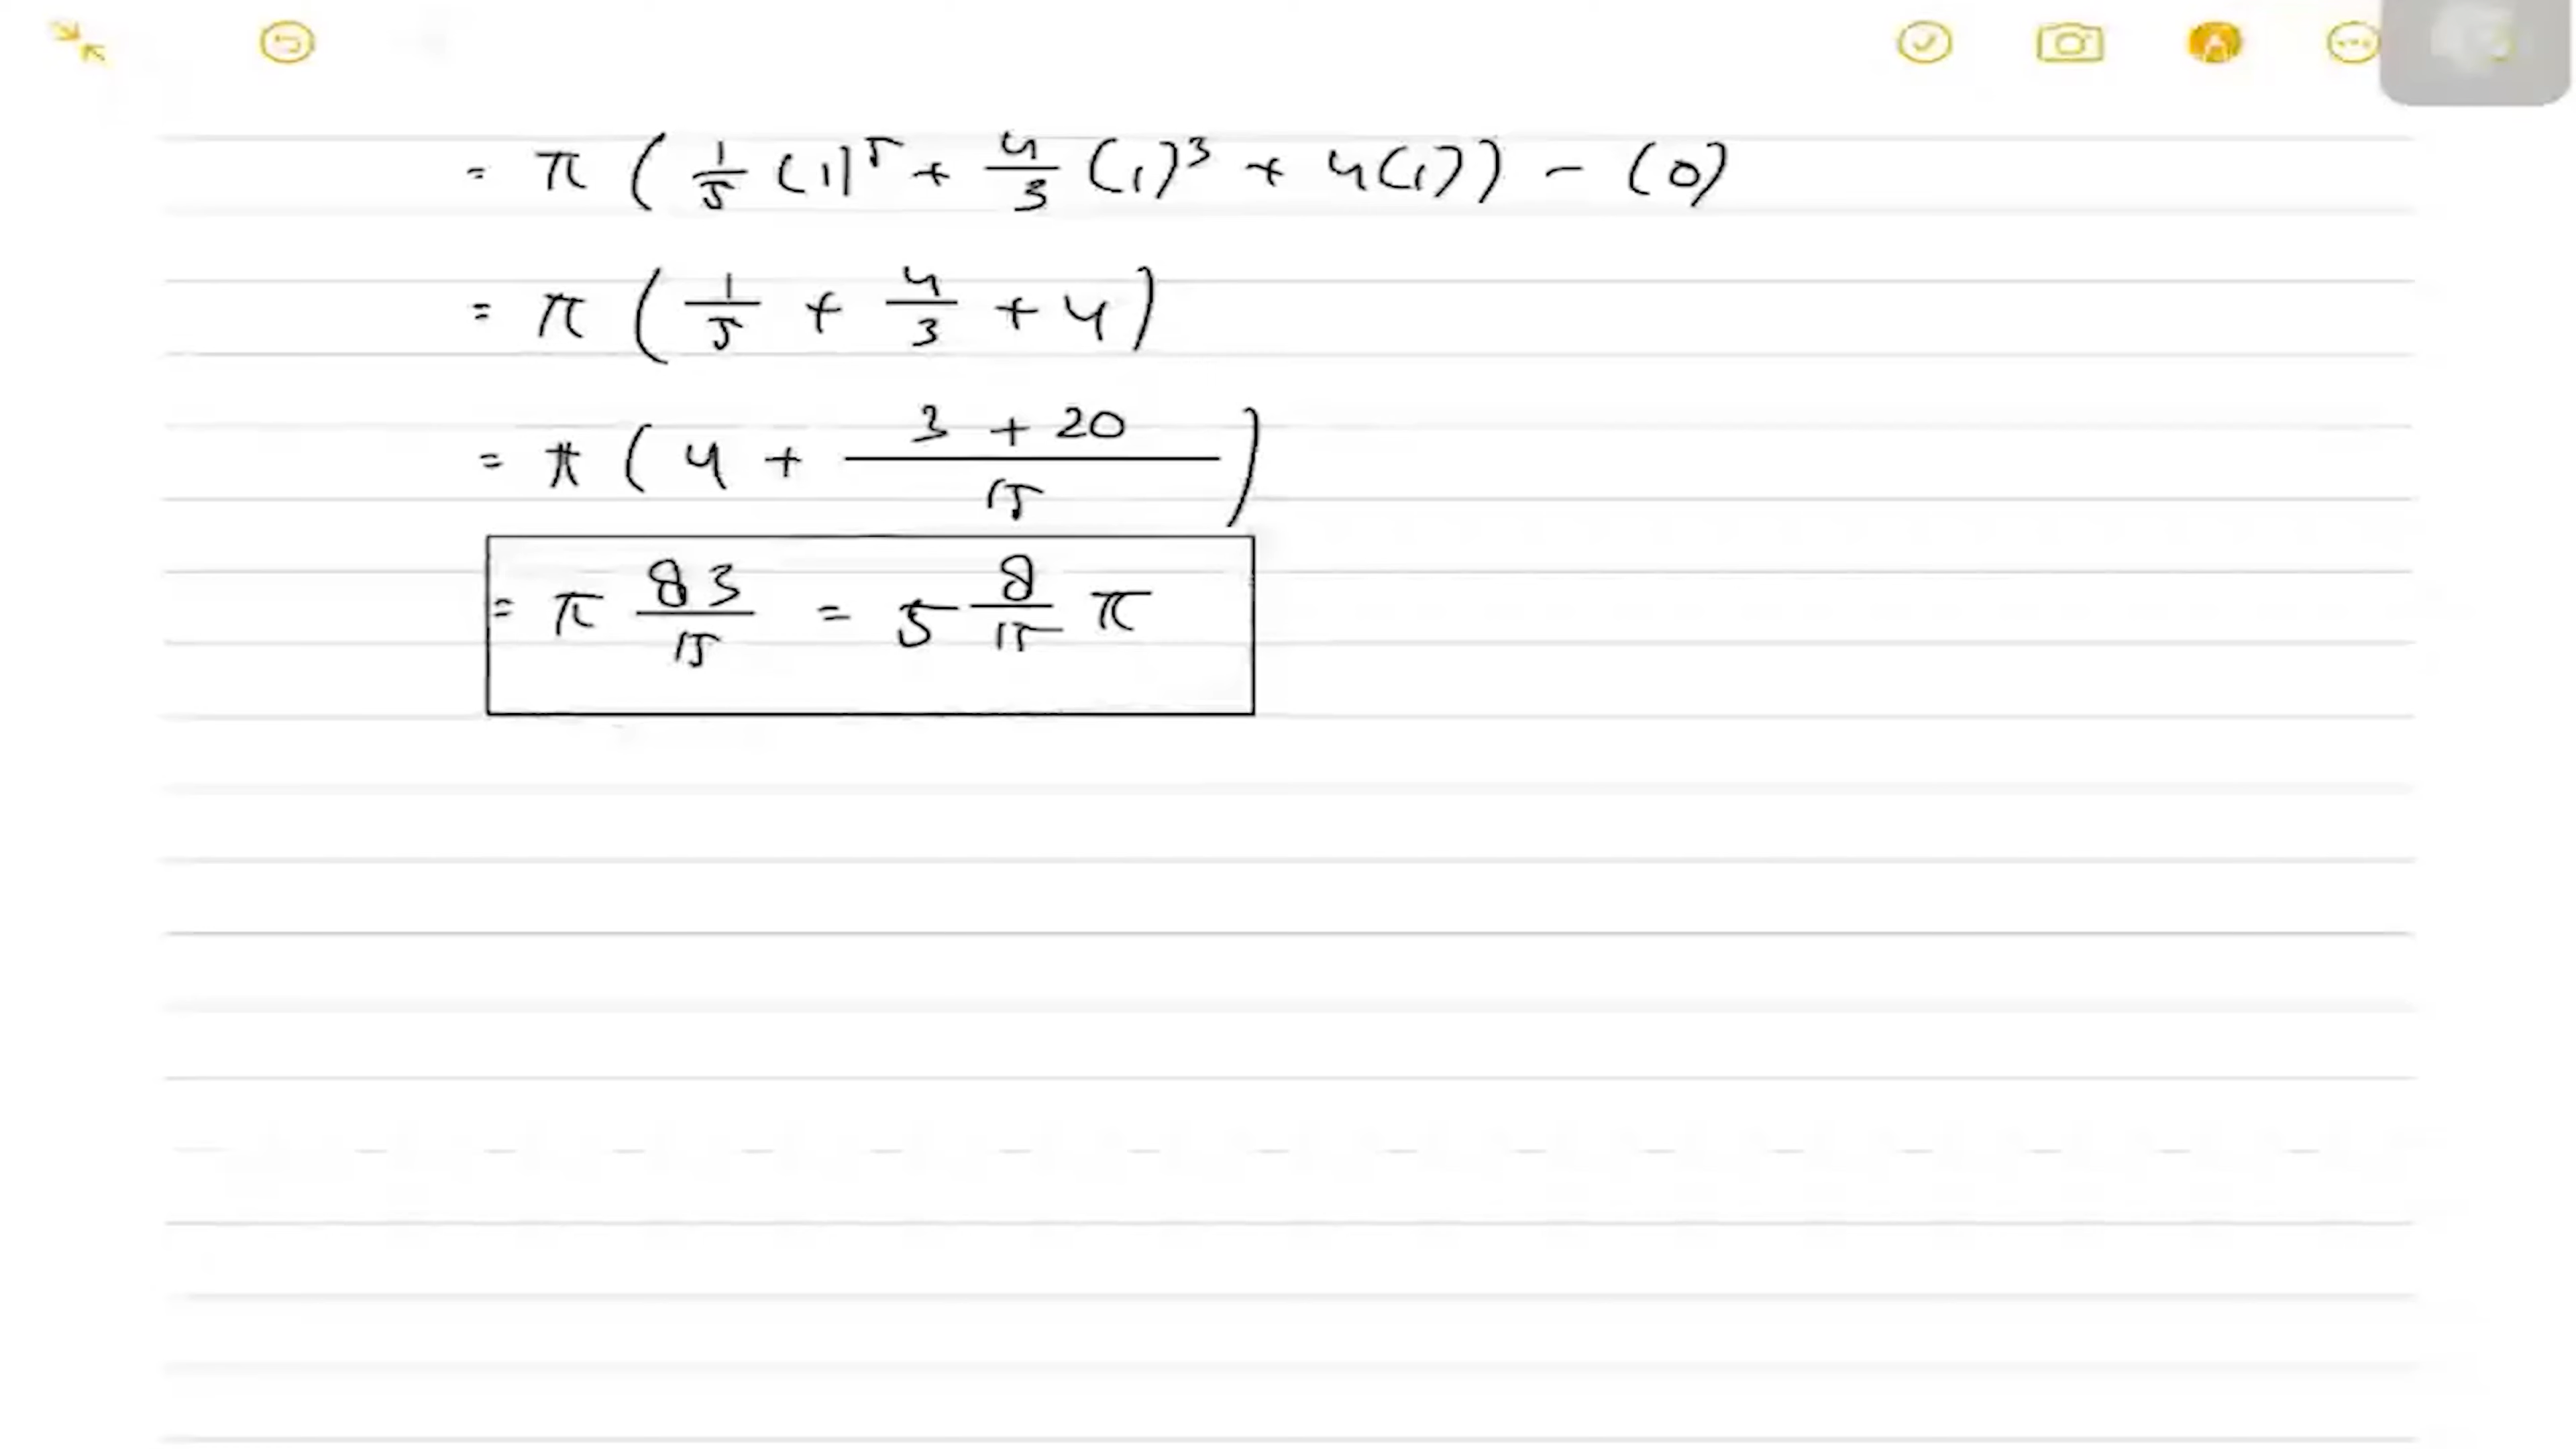 = π ( 1/5 (1)^5 + 4/3 (1)^3 + 4(1)) - (0)
= π ( 1/5 + 4/3 + 4 )
= π ( 4 + (3 + 20)/15 )
= π 83/15 = 5 8/15 π